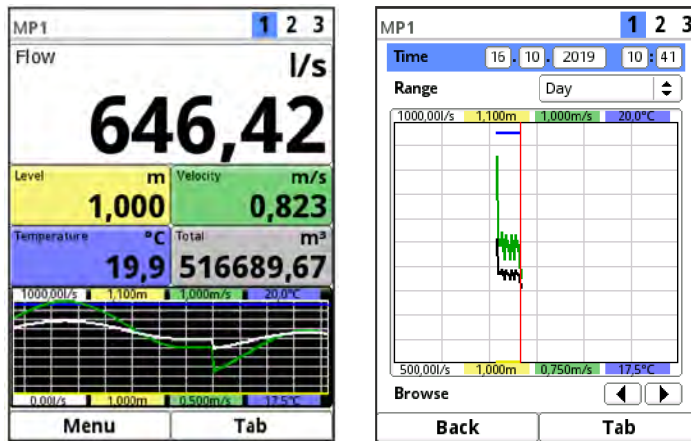 MP1 1 2 3
Flow l/s
646,42
Level m Velocity m/s
1,000 0,823
Temperature °C Total m³
19,9 516689,67
1000,00l/s 1,100m 1,000m/s 20,0°C
0,00l/s 1,000m 0,500m/s 17,5°C
Menu Tab
MP1 1 2 3
Time 16 . 10 . 2019 10 : 41
Range Day
1000,00l/s 1,100m 1,000m/s 20,0°C
500,00l/s 1,000m 0,750m/s 17,5°C
Browse
Back Tab